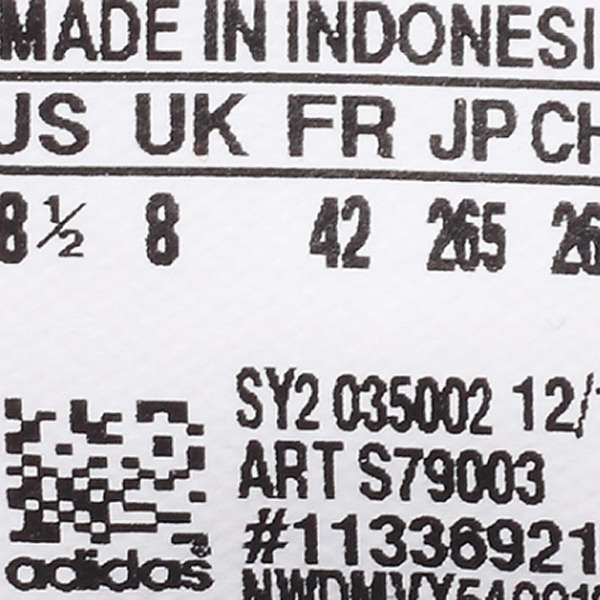 MADE IN INDONESI
US UK FR JP CH
8½ 8 42 265 26
SY2 035002 12/
ART S79003
#11336921
adidas